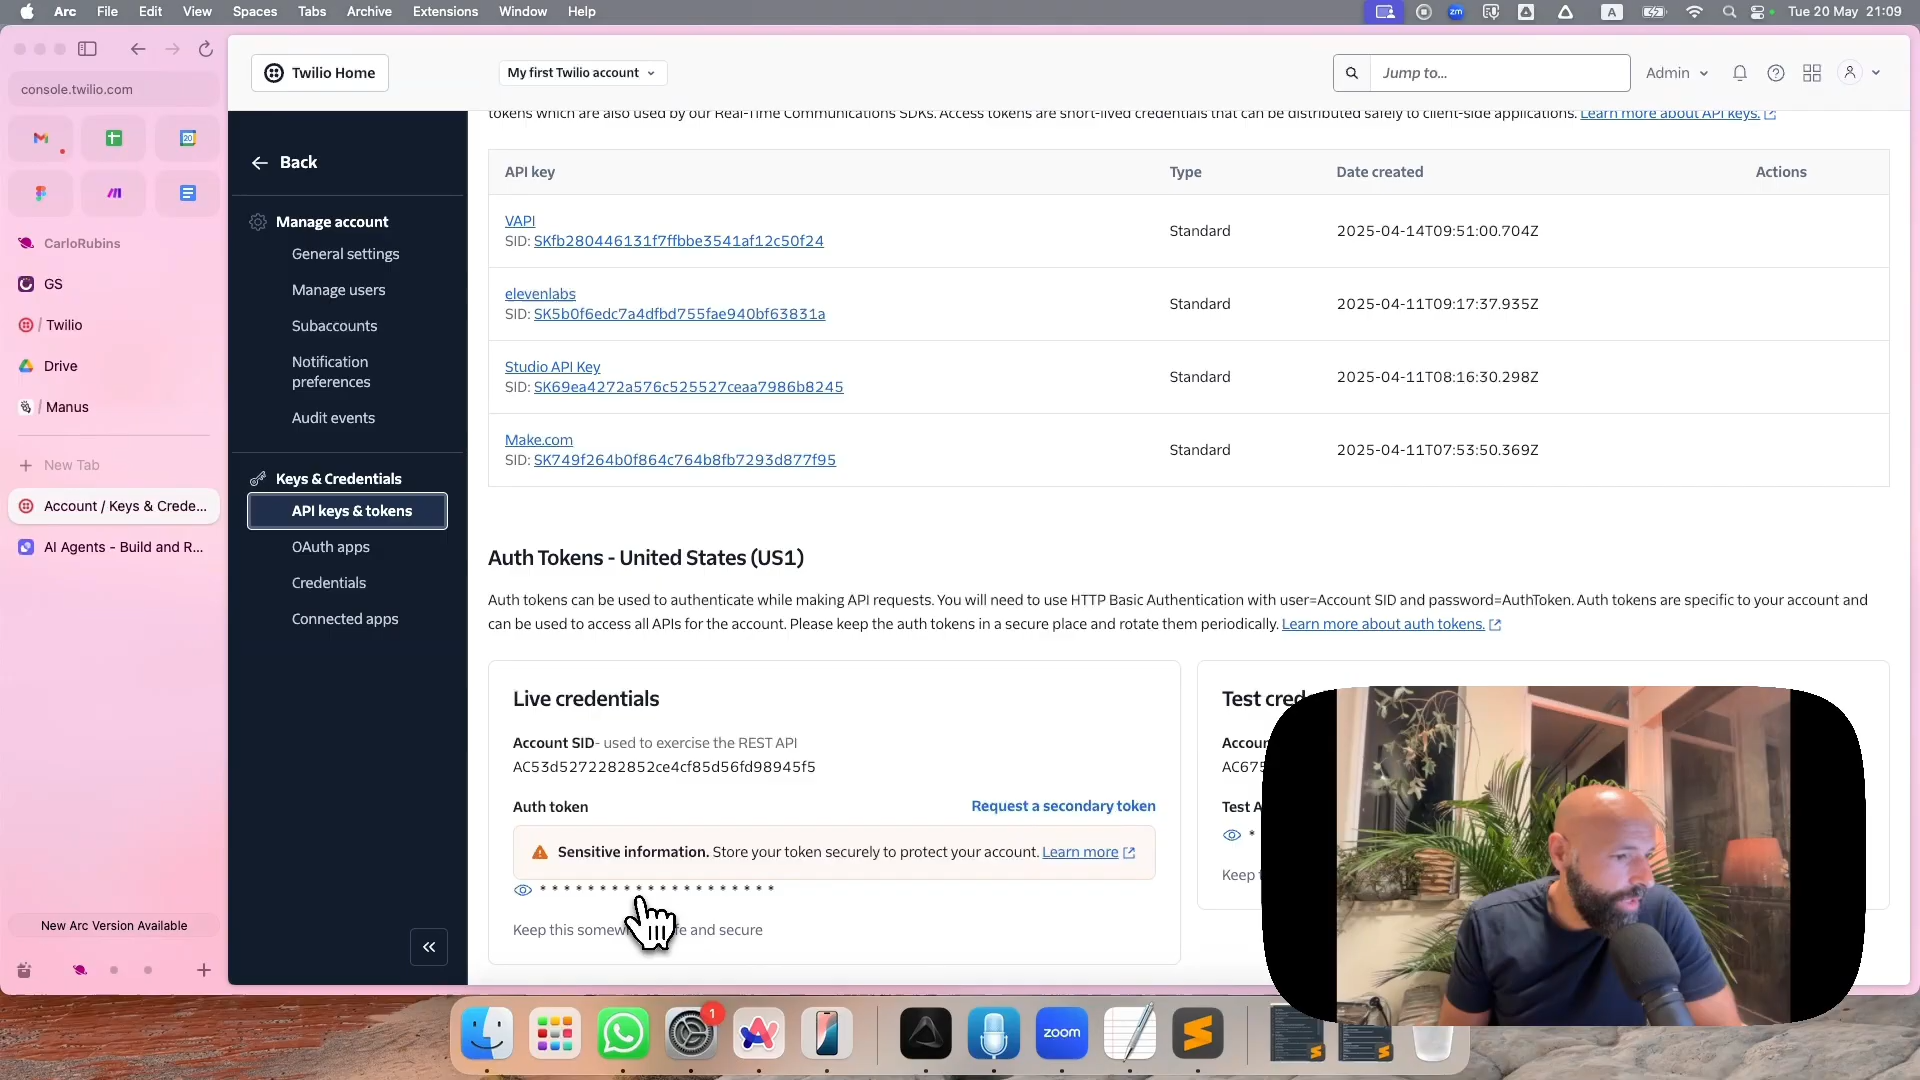 Arc File Edit View Spaces Tabs Archive Extensions Window Help
zm
A
Tue 20 May 21:09
console.twilio.com
20
CarloRubins
GS
/ Twilio
Drive
/ Manus
New Tab
Account / Keys & Crede...
AI Agents - Build and R...
New Arc Version Available
Twilio Home
My first Twilio account
Jump to...
Admin
Back
Manage account
General settings
Manage users
Subaccounts
Notification
preferences
Audit events
Keys & Credentials
API keys & tokens
OAuth apps
Credentials
Connected apps
tokens which are also used by our Real-Time Communications SDKs. Access tokens are short-lived credentials that can be distributed safely to client-side applications. Learn more about API keys.
API key Type Date created Actions
VAPI
SID: SKfb280446131f7ffbbe3541af12c50f24 Standard 2025-04-14T09:51:00.704Z
elevenlabs
SID: SK5b0f6edc7a4dfbd755fae940bf63831a Standard 2025-04-11T09:17:37.935Z
Studio API Key
SID: SK69ea4272a576c525527ceaa7986b8245 Standard 2025-04-11T08:16:30.298Z
Make.com
SID: SK749f264b0f864c764b8fb7293d877f95 Standard 2025-04-11T07:53:50.369Z
Auth Tokens - United States (US1)
Auth tokens can be used to authenticate while making API requests. You will need to use HTTP Basic Authentication with user=Account SID and password=AuthToken. Auth tokens are specific to your account and
can be used to access all APIs for the account. Please keep the auth tokens in a secure place and rotate them periodically. Learn more about auth tokens.
Live credentials
Account SID- used to exercise the REST API
AC53d5272282852ce4cf85d56fd98945f5
Auth token Request a secondary token
Sensitive information. Store your token securely to protect your account. Learn more
* * * * * * * * * * * * * * * * * * * *
Keep this and secure
Test
AC675
Test A
*
Keep
1
zoom